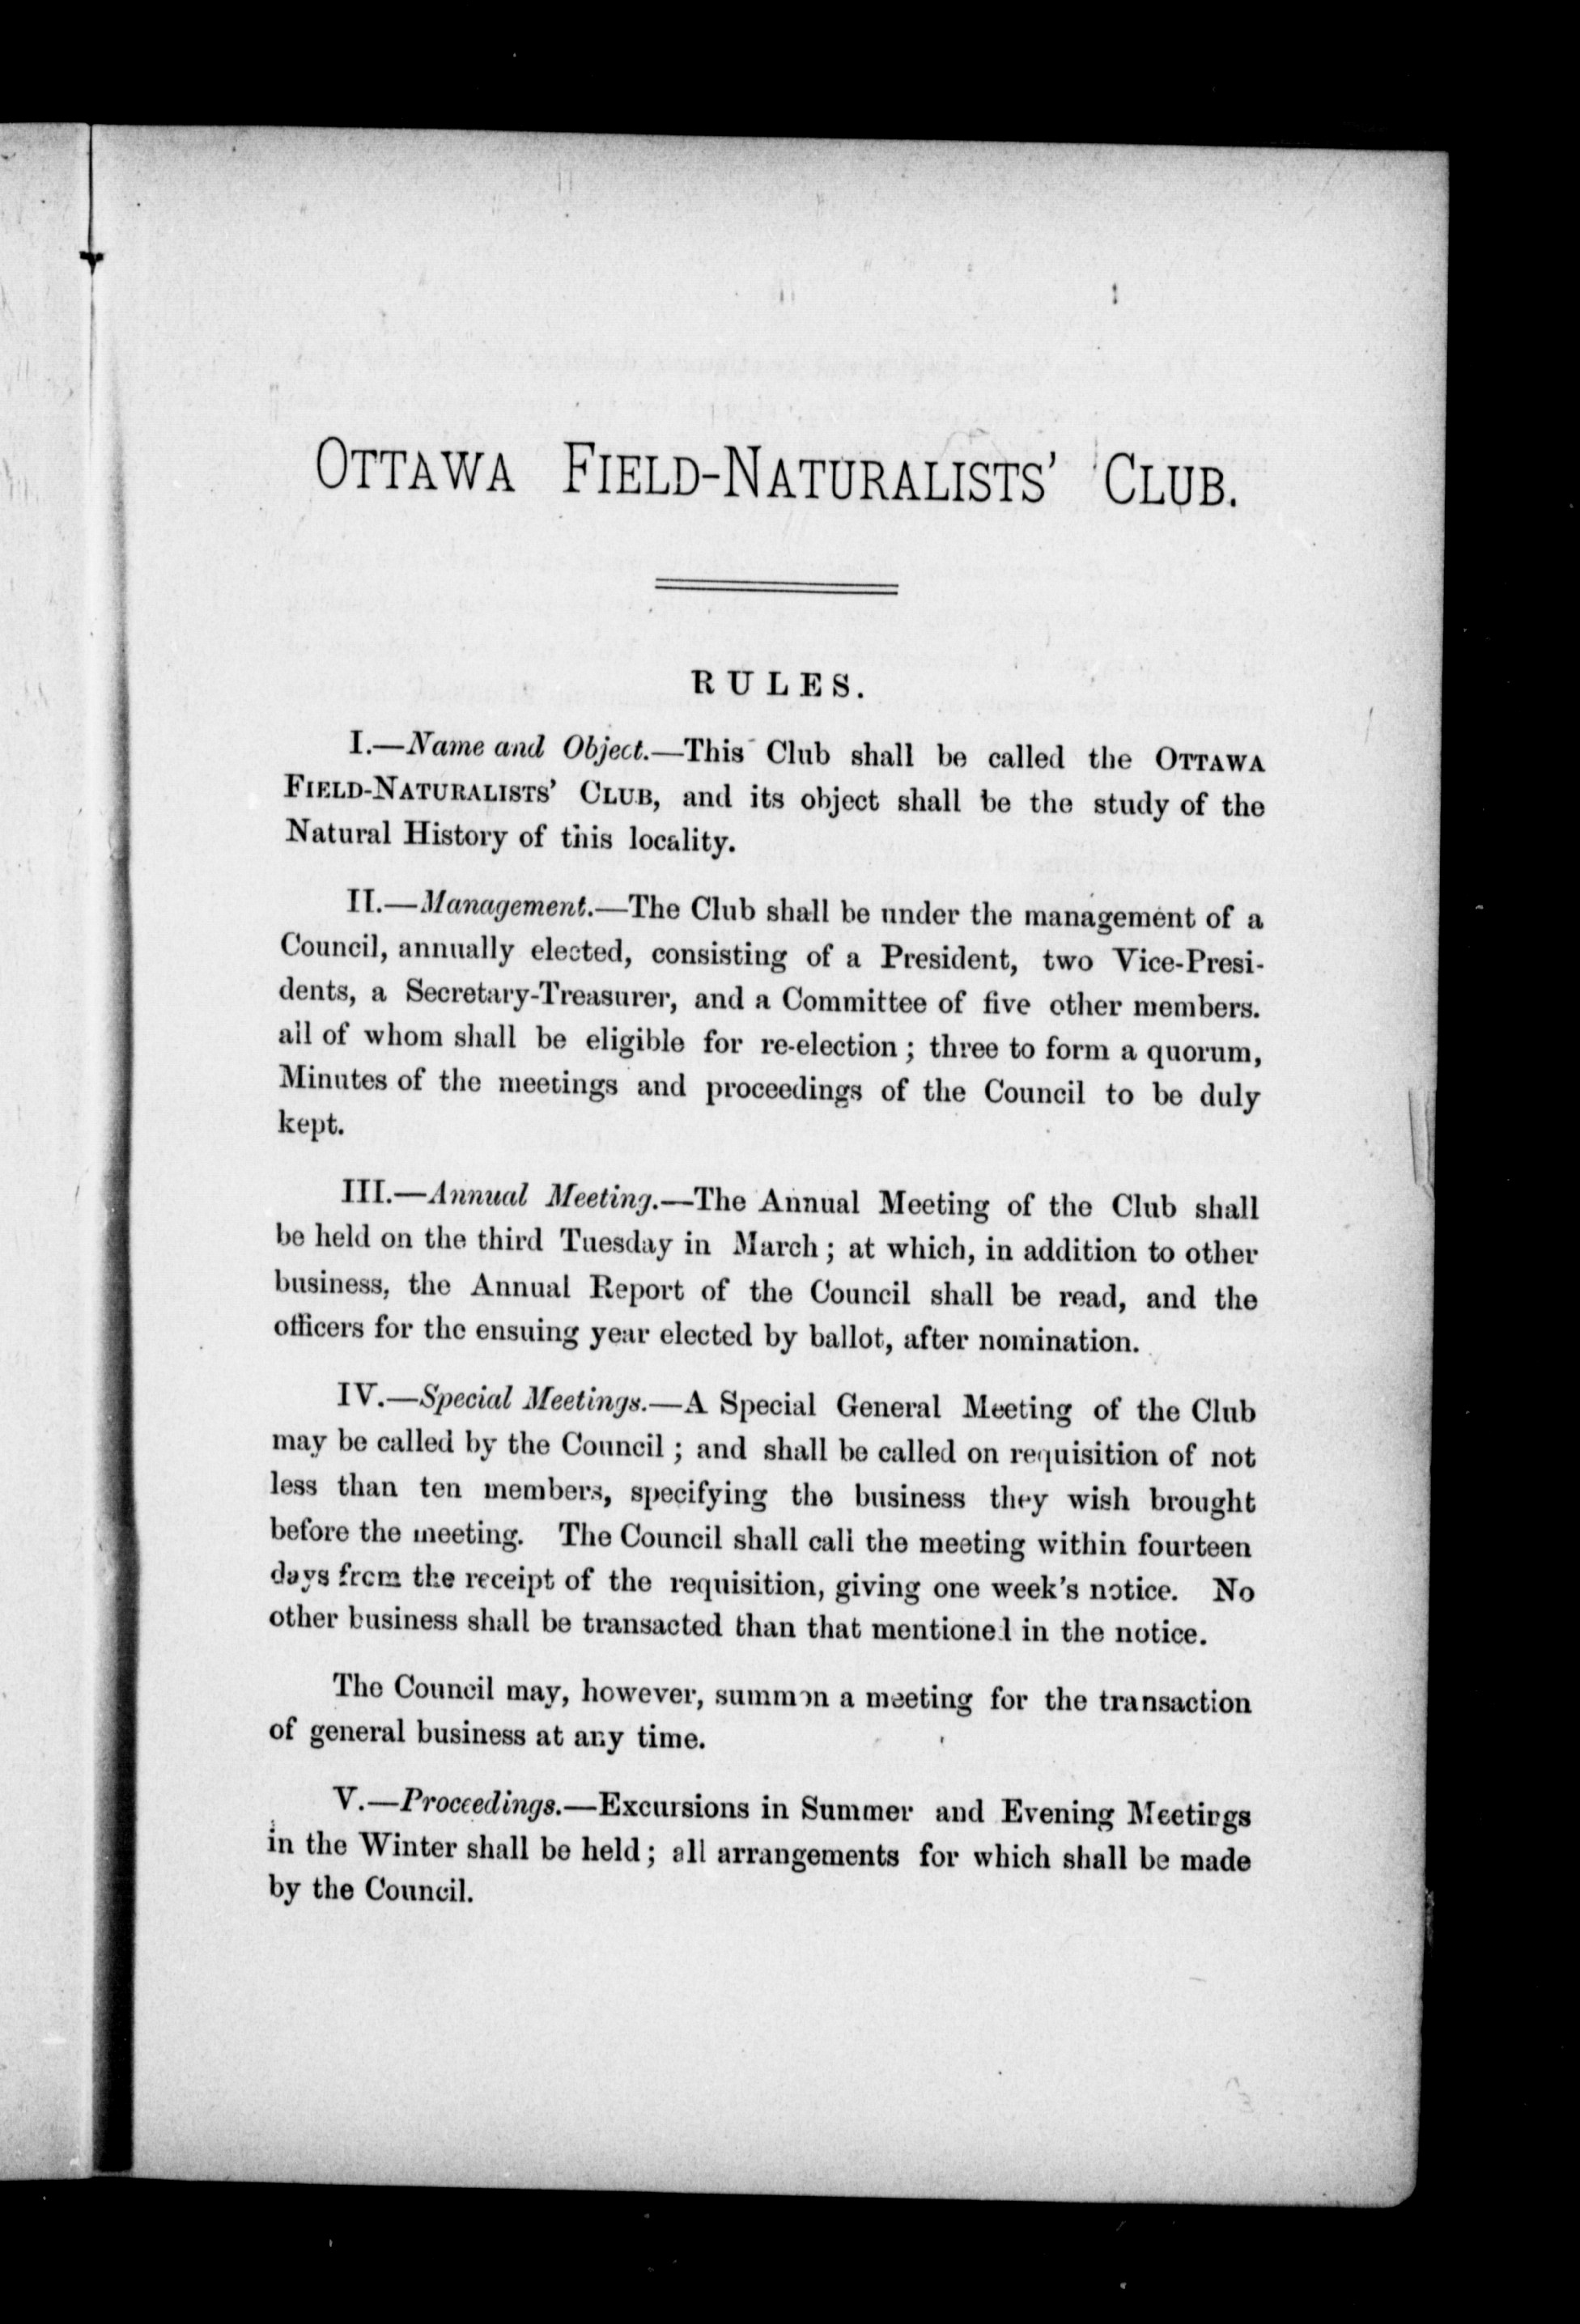 OTTAWA FIELD-NATURALISTS' CLUB.
RULES.
I.—Name and Object.—This Club shall be called the OTTAWA
FIELD-NATURALISTS' CLUB, and its object shall be the study of the
Natural History of this locality.
II.—Management.—The Club shall be under the management of a
Council, annually elected, consisting of a President, two Vice-Presi-
dents, a Secretary-Treasurer, and a Committee of five other members.
all of whom shall be eligible for re-election; three to form a quorum,
Minutes of the meetings and proceedings of the Council to be duly
kept.
III.—Annual Meeting.—The Annual Meeting of the Club shall
be held on the third Tuesday in March; at which, in addition to other
business, the Annual Report of the Council shall be read, and the
officers for the ensuing year elected by ballot, after nomination.
IV.—Special Meetings.—A Special General Meeting of the Club
may be called by the Council; and shall be called on requisition of not
less than ten members, specifying the business they wish brought
before the meeting. The Council shall call the meeting within fourteen
days from the receipt of the requisition, giving one week's notice. No
other business shall be transacted than that mentioned in the notice.
The Council may, however, summon a meeting for the transaction
of general business at any time.
V.—Proceedings.—Excursions in Summer and Evening Meetings
in the Winter shall be held; all arrangements for which shall be made
by the Council.